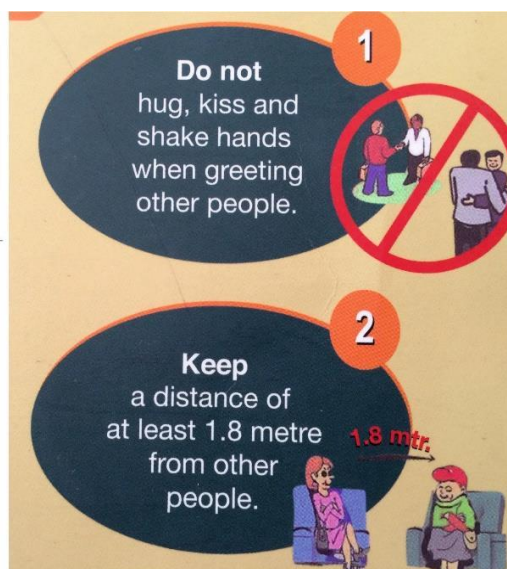 1
Do not
hug, kiss and
shake hands
when greeting
other people.
2
Keep
a distance of
at least 1.8 metre
from other
people.
1.8 mtr.